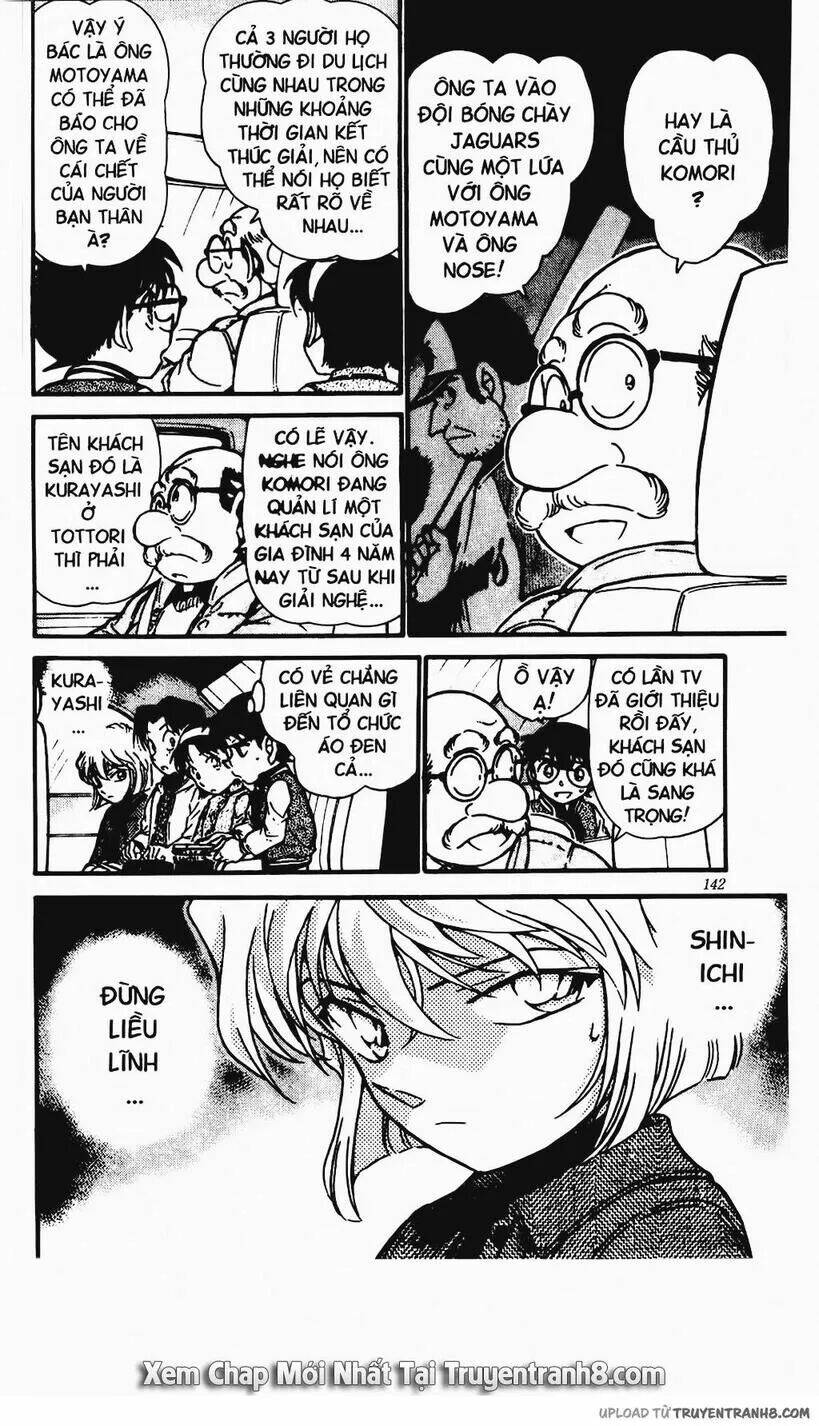 HAY LÀ
CẦU THỦ
KOMORI
?
ÔNG TA VÀO
ĐỘI BÓNG CHÀY
JAGUARS
CÙNG MỘT LỨA
VỚI ÔNG
MOTOYAMA
VÀ ÔNG
NOSE!
CẢ 3 NGƯỜI HỌ
THƯỜNG ĐI DU LỊCH
CÙNG NHAU TRONG
NHỮNG KHOẢNG
THỜI GIAN KẾT
THÚC GIẢI, NÊN CÓ
THỂ NÓI HỌ BIẾT
RẤT RÕ VỀ
NHAU...
VẬY Ý
BÁC LÀ ÔNG
MOTOYAMA
CÓ THỂ ĐÃ
BÁO CHO
ÔNG TA VỀ
CÁI CHẾT
CỦA NGƯỜI
BẠN THÂN
À?
CÓ LẼ VẬY.
NGHE NÓI ÔNG
KOMORI ĐANG
QUẢN LÍ MỘT
KHÁCH SẠN CỦA
GIA ĐÌNH 4 NĂM
NAY TỪ SAU KHI
GIẢI NGHỆ...
TÊN KHÁCH
SẠN ĐÓ LÀ
KURAYASHI
Ở
TOTTORI
THÌ PHẢI
...
CÓ LẦN TV
ĐÃ GIỚI THIỆU
RỒI ĐẤY,
KHÁCH SẠN
ĐÓ CŨNG KHÁ
LÀ SANG
TRỌNG!
Ồ VẬY
Ạ!
CÓ VẺ CHẲNG
LIÊN QUAN GÌ
ĐẾN TỔ CHỨC
ÁO ĐEN
CẢ...
KURA-
YASHI
...
142
SHIN-
ICHI
...
ĐỪNG
LIỀU
LĨNH
...
Xem Chap Mới Nhất Tại Truyentranh8.com
UPLOAD TỪ TRUYENTRANH8.COM